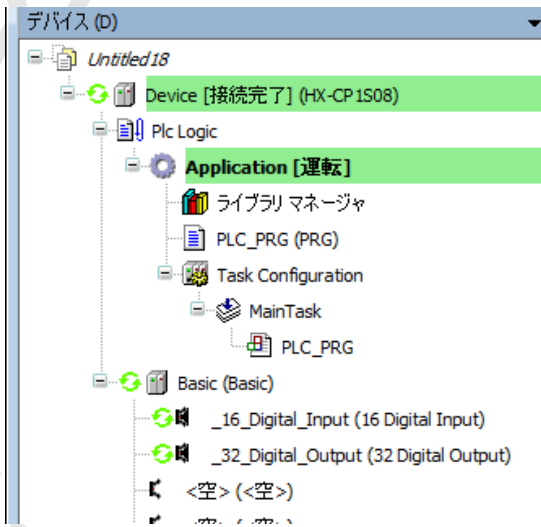 デバイス (D)
Untitled18
Device [接続完了] (HX-CP1S08)
Plc Logic
Application [運転]
ライブラリ マネージャ
PLC_PRG (PRG)
Task Configuration
MainTask
PLC_PRG
Basic (Basic)
_16_Digital_Input (16 Digital Input)
_32_Digital_Output (32 Digital Output)
<空> (<空>)